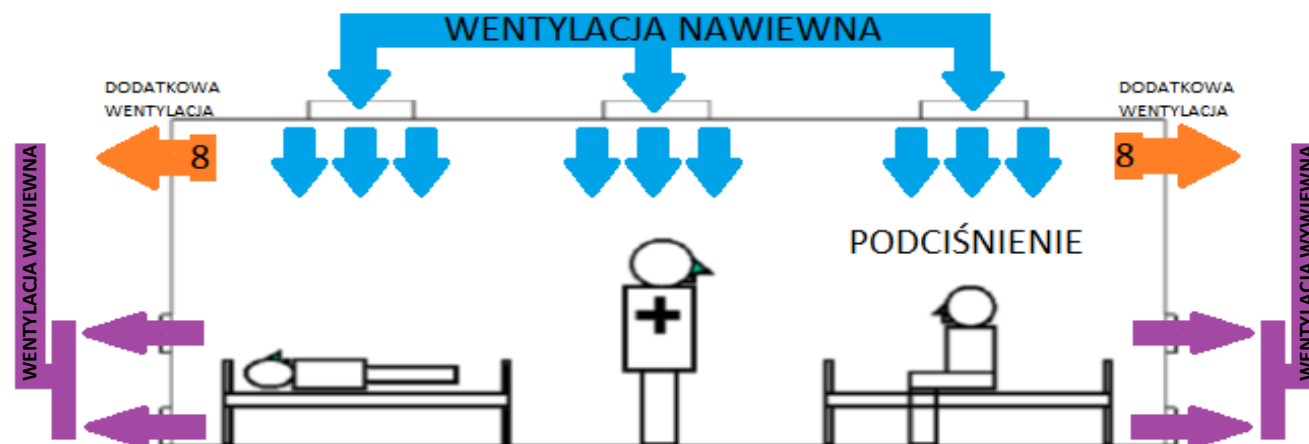 WENTYLACJA NAWIEWNA
DODATKOWA
WENTYLACJA
DODATKOWA
WENTYLACJA
8
8
WENTYLACJA WYWIEWNA
WENTYLACJA WYWIEWNA
PODCIŚNIENIE